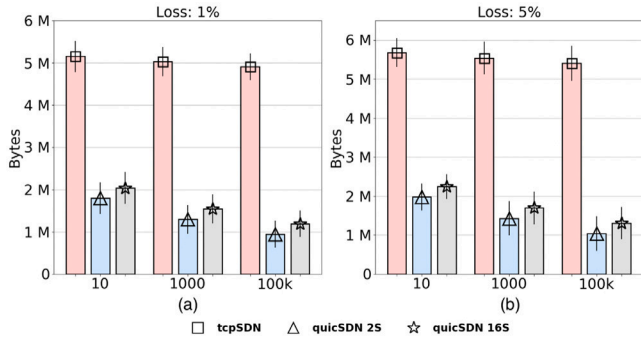 Loss: 1%
Loss: 5%
6 M
5 M
4 M
3 M
2 M
1 M
0
Bytes
10
1000
100k
(a)
6 M
5 M
4 M
3 M
2 M
1 M
0
Bytes
10
1000
100k
(b)
tcpSDN
quicSDN 2S
quicSDN 16S